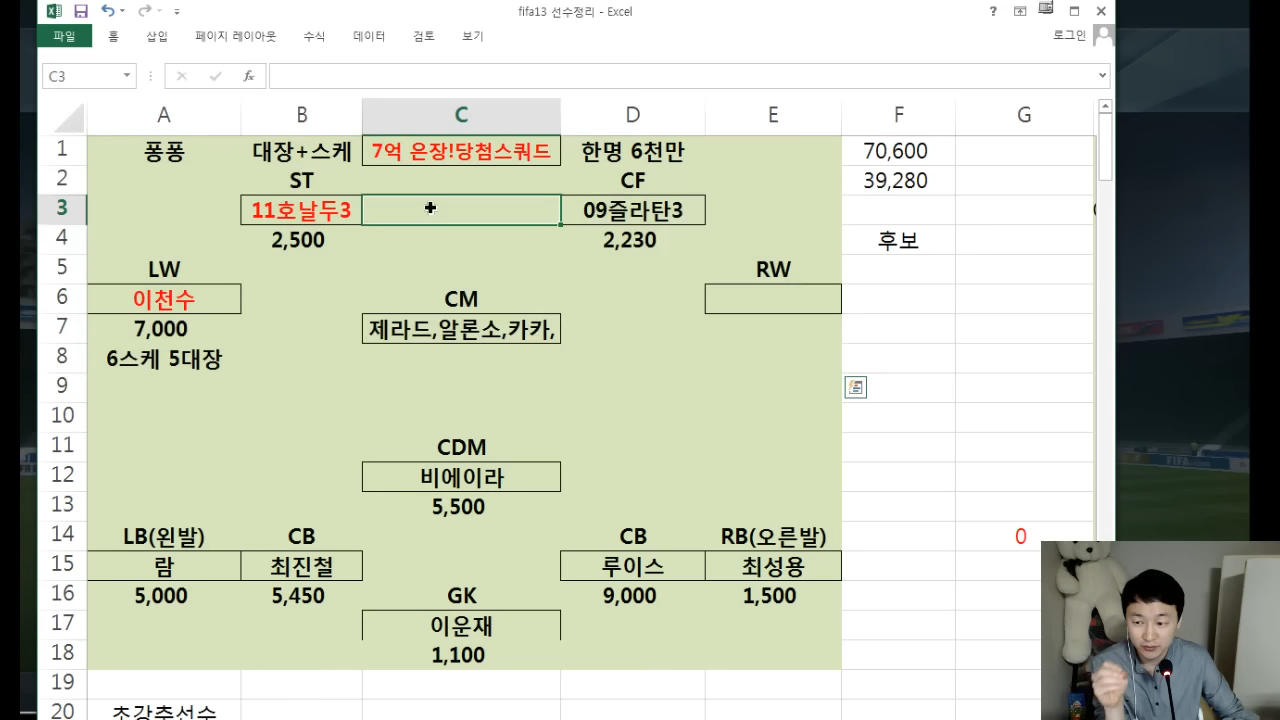 fifa13 선수정리 - Excel
파일 홈 삽입 페이지 레이아웃 수식 데이터 검토 보기 로그인
C3 fx
A B C D E F G
1 퐁퐁 대장+스케 7억 은장!당첨스쿼드 한명 6천만 70,600
2 ST CF 39,280
3 11호날두3 09즐라탄3
4 2,500 2,230 후보
5 LW RW
6 이천수 CM
7 7,000 제라드,알론소,카카,
8 6스케 5대장
9
10
11 CDM
12 비에이라
13 5,500
14 LB(왼발) CB CB RB(오른발) 0
15 람 최진철 루이스 최성용
16 5,000 5,450 GK 9,000 1,500
17 이운재
18 1,100
19
20 초강추선수